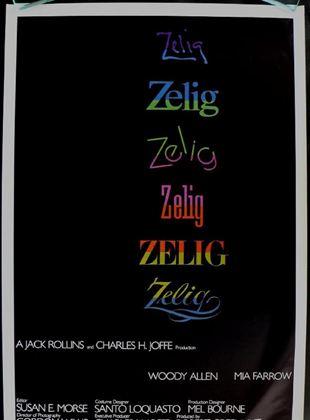 Zelig
Zelig
Zelig
Zelig
ZELIG
Zelig
A JACK ROLLINS and CHARLES H. JOFFE Production
WOODY ALLEN MIA FARROW
Editor Costume Designer Production Designer
SUSAN E. MORSE SANTO LOQUASTO MEL BOURNE
Director of Photography Executive Producer Produced by